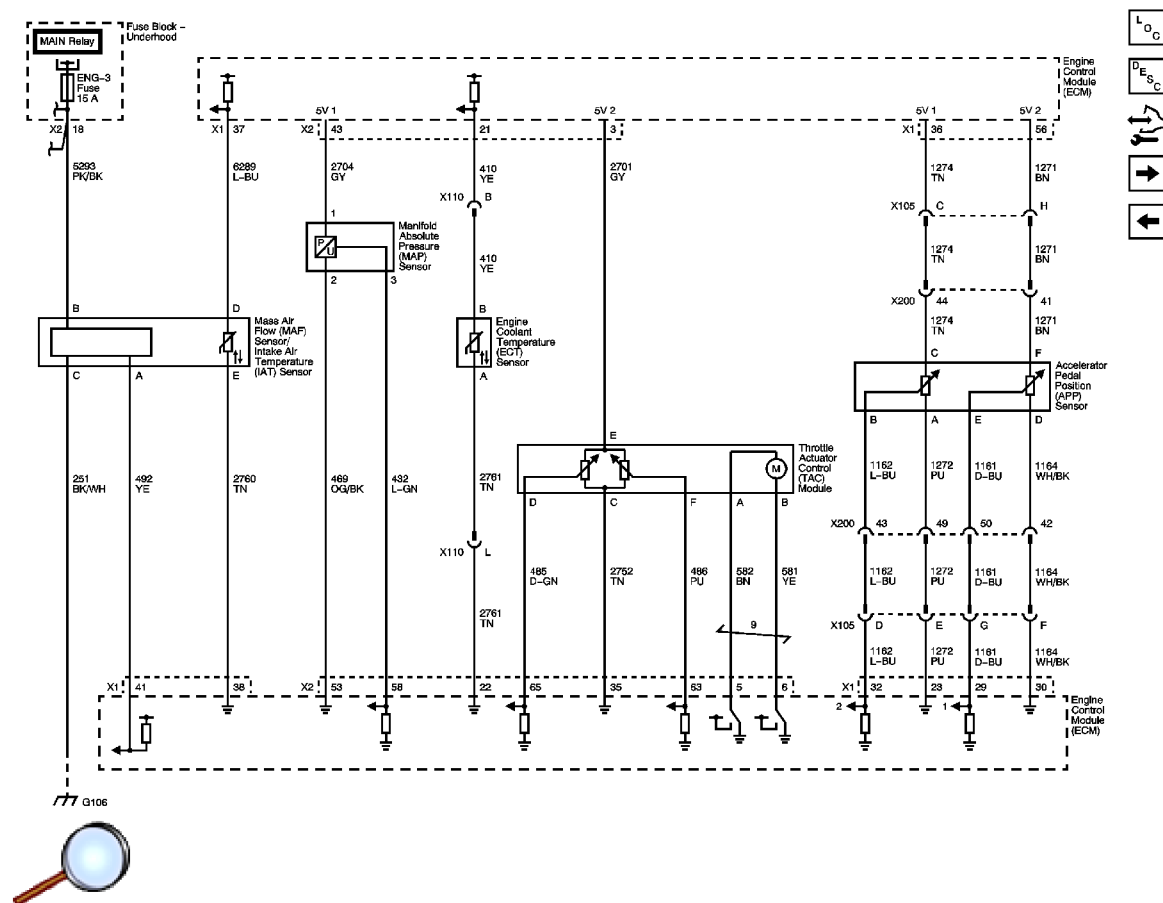 Fuse Block –
Underhood
MAIN Relay
ENG–3
Fuse
15 A
X2 18
Engine
Control
Module
(ECM)
5V 1
5V 2
5V 1
5V 2
X1 37
X2 43
21
3
X1 36
56
5293
PK/BK
6289
L–BU
2704
GY
410
YE
2701
GY
1274
TN
1271
BN
X110 B
X105 C
H
1
Manifold
Absolute
Pressure
(MAP)
Sensor
P
U
2
3
410
YE
1274
TN
1271
BN
X200 44
41
1274
TN
1271
BN
B
D
Mass Air
Flow (MAF)
Sensor/
Intake Air
Temperature
(IAT) Sensor
B
Engine
Coolant
Temperature
(ECT)
Sensor
C
A
E
A
C
F
Accelerator
Pedal
Position
(APP)
Sensor
B
A
E
D
E
Throttle
Actuator
Control
(TAC)
Module
M
D
C
F
A
B
251
BK/WH
492
YE
2760
TN
469
OG/BK
432
L–GN
2761
TN
1162
L–BU
1272
PU
1161
D–BU
1164
WH/BK
X200 43
49
50
42
X110 L
485
D–GN
2752
TN
486
PU
582
BN
581
YE
1162
L–BU
1272
PU
1161
D–BU
1164
WH/BK
2761
TN
9
X105 D
E
G
F
1162
L–BU
1272
PU
1161
D–BU
1164
WH/BK
X1 41
38
X2 53
58
22
65
35
63
5
6
X1 32
23
29
30
2
1
Engine
Control
Module
(ECM)
G106
LOC
DESC